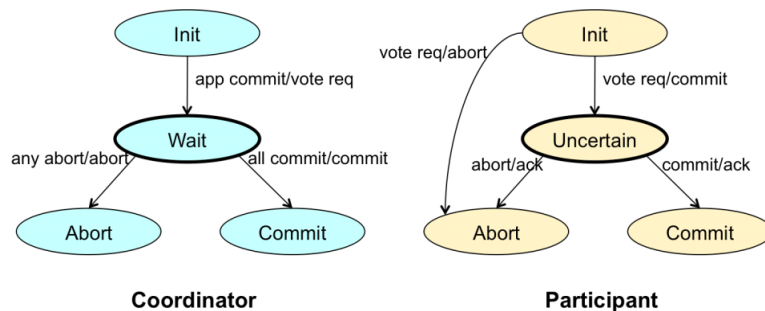 Init
app commit/vote req
Wait
any abort/abort
all commit/commit
Abort
Commit
Coordinator
Init
vote req/abort
vote req/commit
Uncertain
abort/ack
commit/ack
Abort
Commit
Participant